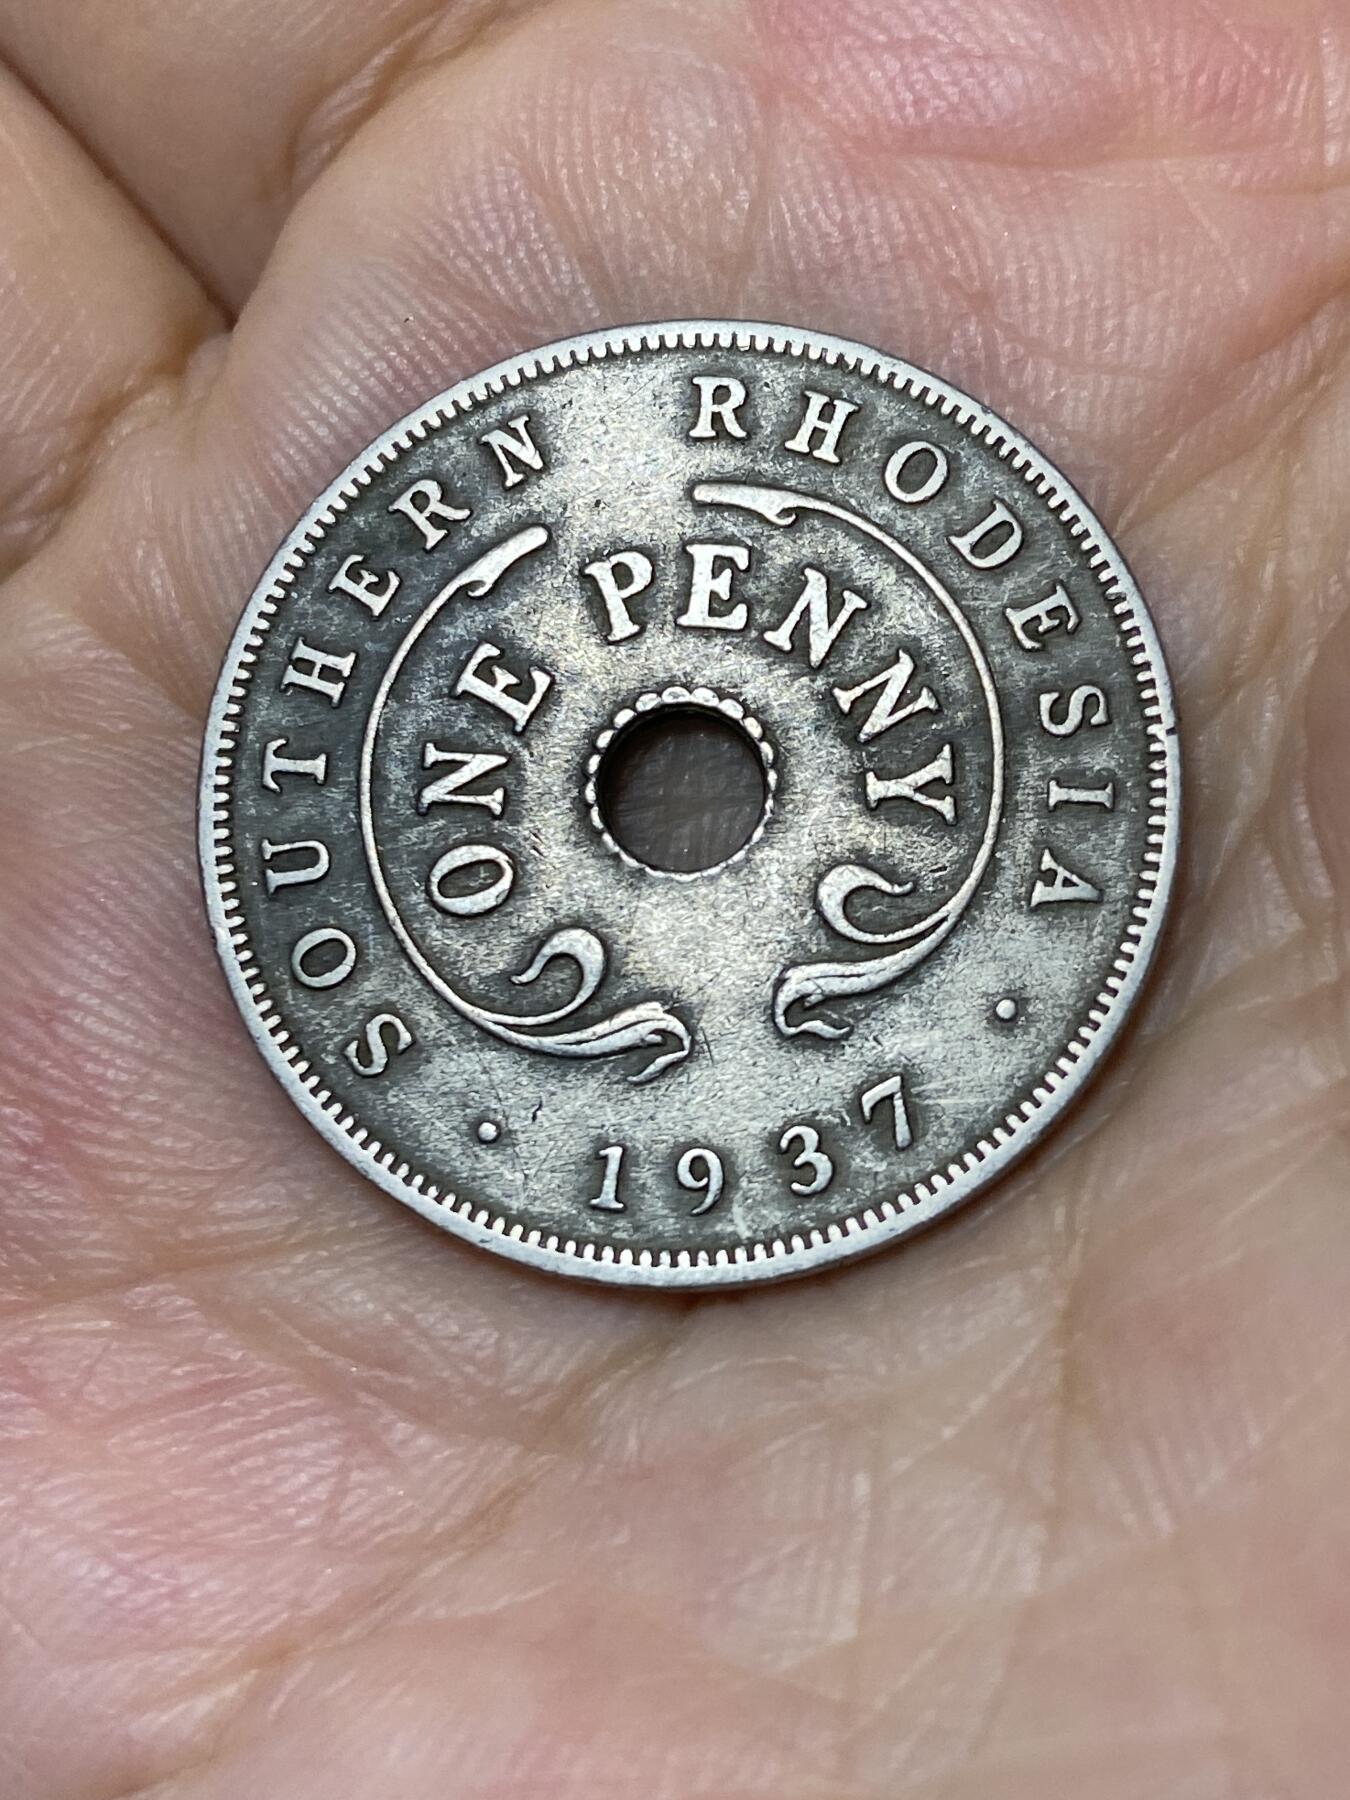 SOUTHERN RHODESIA
ONE PENNY
· 1937 ·